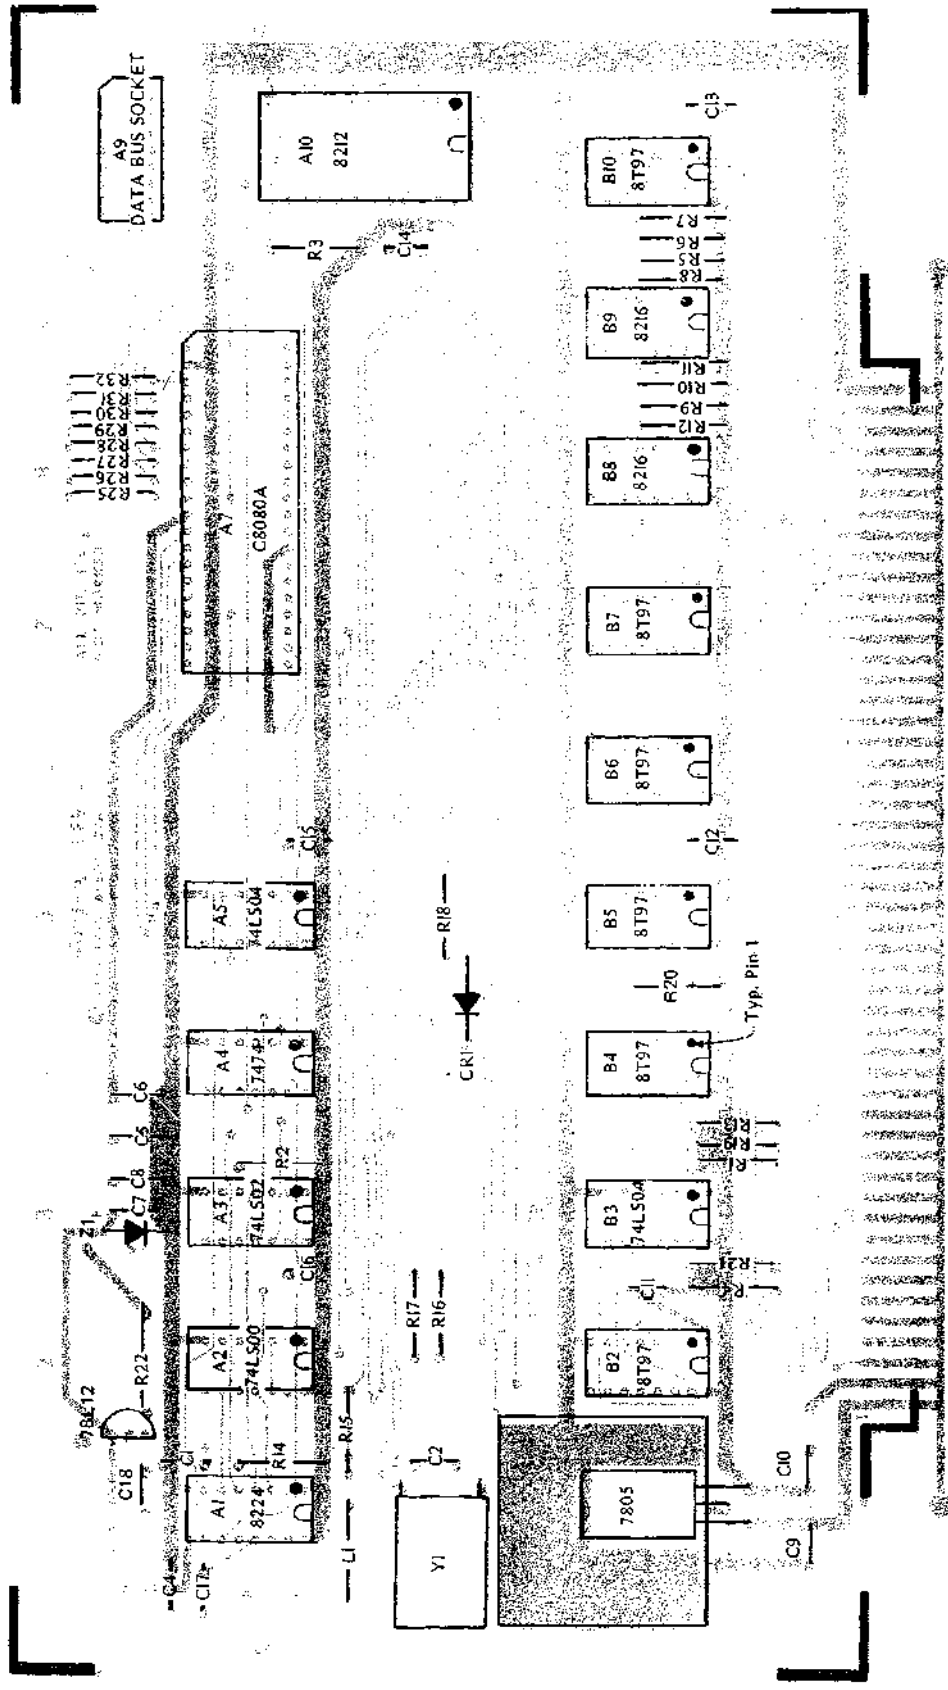 A9
DATA BUS SOCKET
A10
8212
C13
B10
8T97
R3
C14
R7
R6
R5
R8
B9
8216
R32
R31
R30
R29
R28
R27
R26
R25
A7
C8080A
R11
R10
R9
R12
B8
8216
B7
8T97
B6
8T97
C15
C12
A5
74LS04
R18
B5
8T97
R20
CR1
Typ. Pin 1
A4
7474
B4
8T97
C6
C5
C8
C7
Z1
R2
A3
74LS02
R1
B3
74LS04
C16
R21
C11
R17
R16
A2
74LS00
B2
8T97
R22
C18
C1
R14
R15
C2
A1
8224
L1
Y1
7805
C10
C9
C4
C17